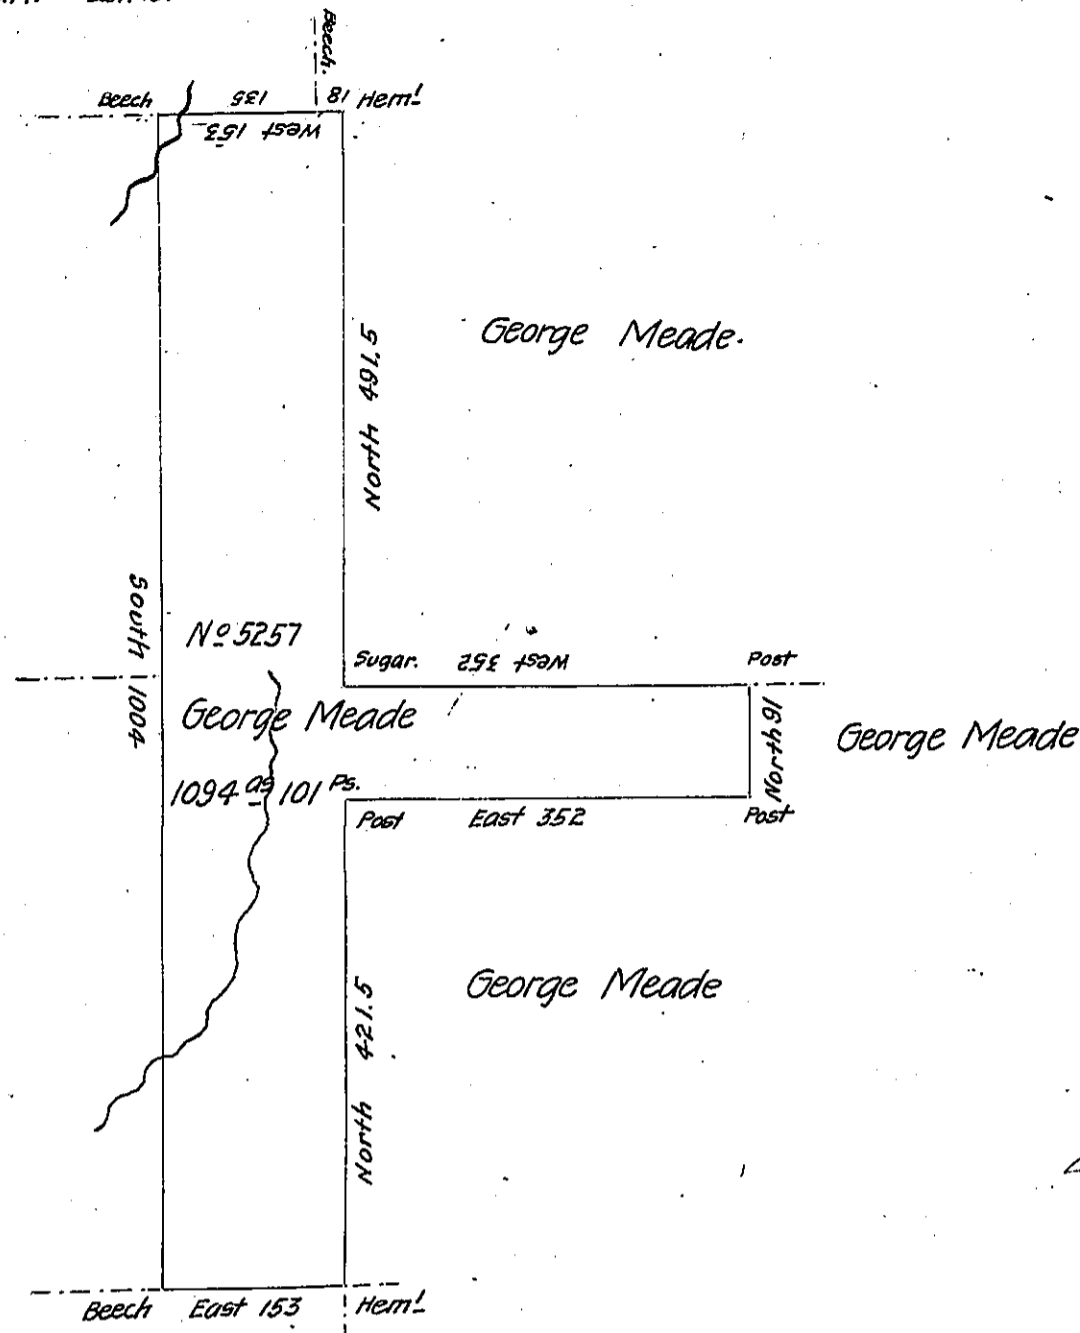 Beech.
Beech 135 18 Hem!
West 153
George Meade.
North 491.5
South 1004
No 5257
Sugar. West 352 Post
George Meade
North 91
George Meade
1094 as 101 Ps.
Post East 352 Post
George Meade
North 421.5
Beech East 153 Hem!